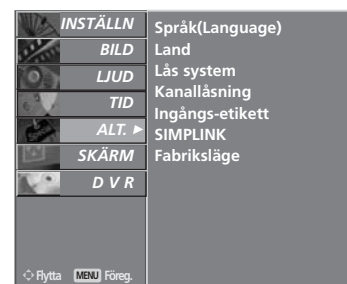 INSTÄLLN
BILD
LJUD
TID
ALT. ►
SKÄRM
D V R
Språk(Language)
Land
Lås system
Kanallåsning
Ingångs-etikett
SIMPLINK
Fabriksläge
Flytta MENU Föreg.